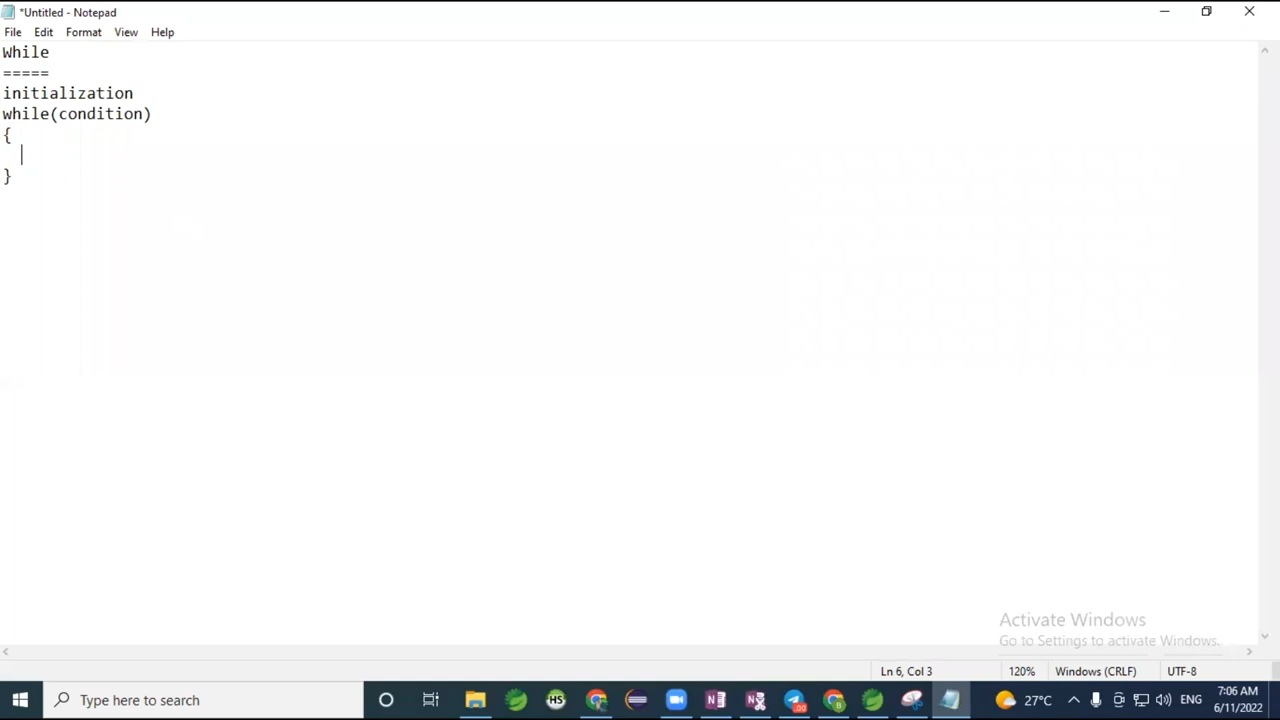 *Untitled - Notepad
File Edit Format View Help
While
=====
initialization
while(condition)
{
}
Activate Windows
Go to Settings to activate Windows.
Ln 6, Col 3 120% Windows (CRLF) UTF-8
Type here to search
HS
.00
B
27°C
ENG
7:06 AM
6/11/2022